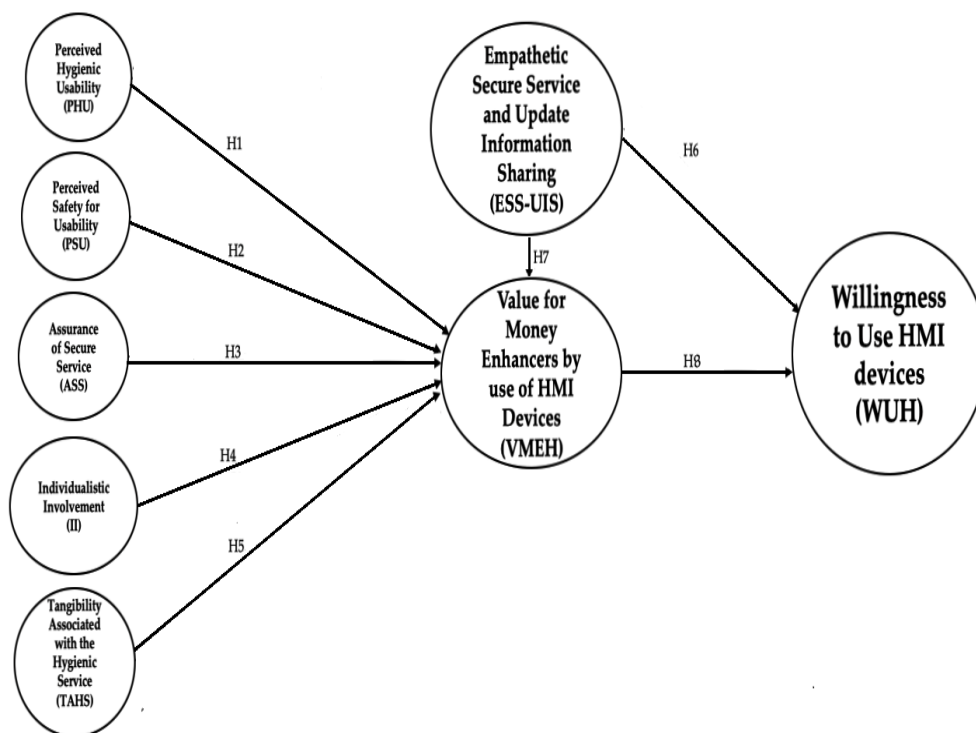 Perceived
Hygienic
Usability
(PHU)
H1
Perceived
Safety for
Usability
(PSU)
H2
Assurance
of Secure
Service
(ASS)
H3
Individualistic
Involvement
(II)
H4
Tangibility
Associated
with the
Hygienic
Service
(TAHS)
H5
Empathetic
Secure Service
and Update
Information
Sharing
(ESS-UIS)
H6
H7
Value for
Money
Enhancers by
use of HMI
Devices
(VMEH)
H8
Willingness
to Use HMI
devices
(WUH)